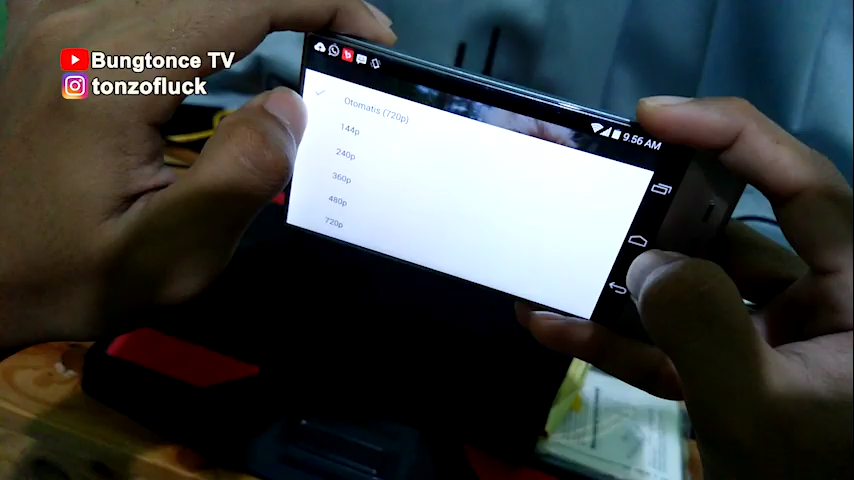 Bungtonce TV
tonzofluck
9.56 AM
Otomatis (720p)
144p
240p
360p
480p
720p